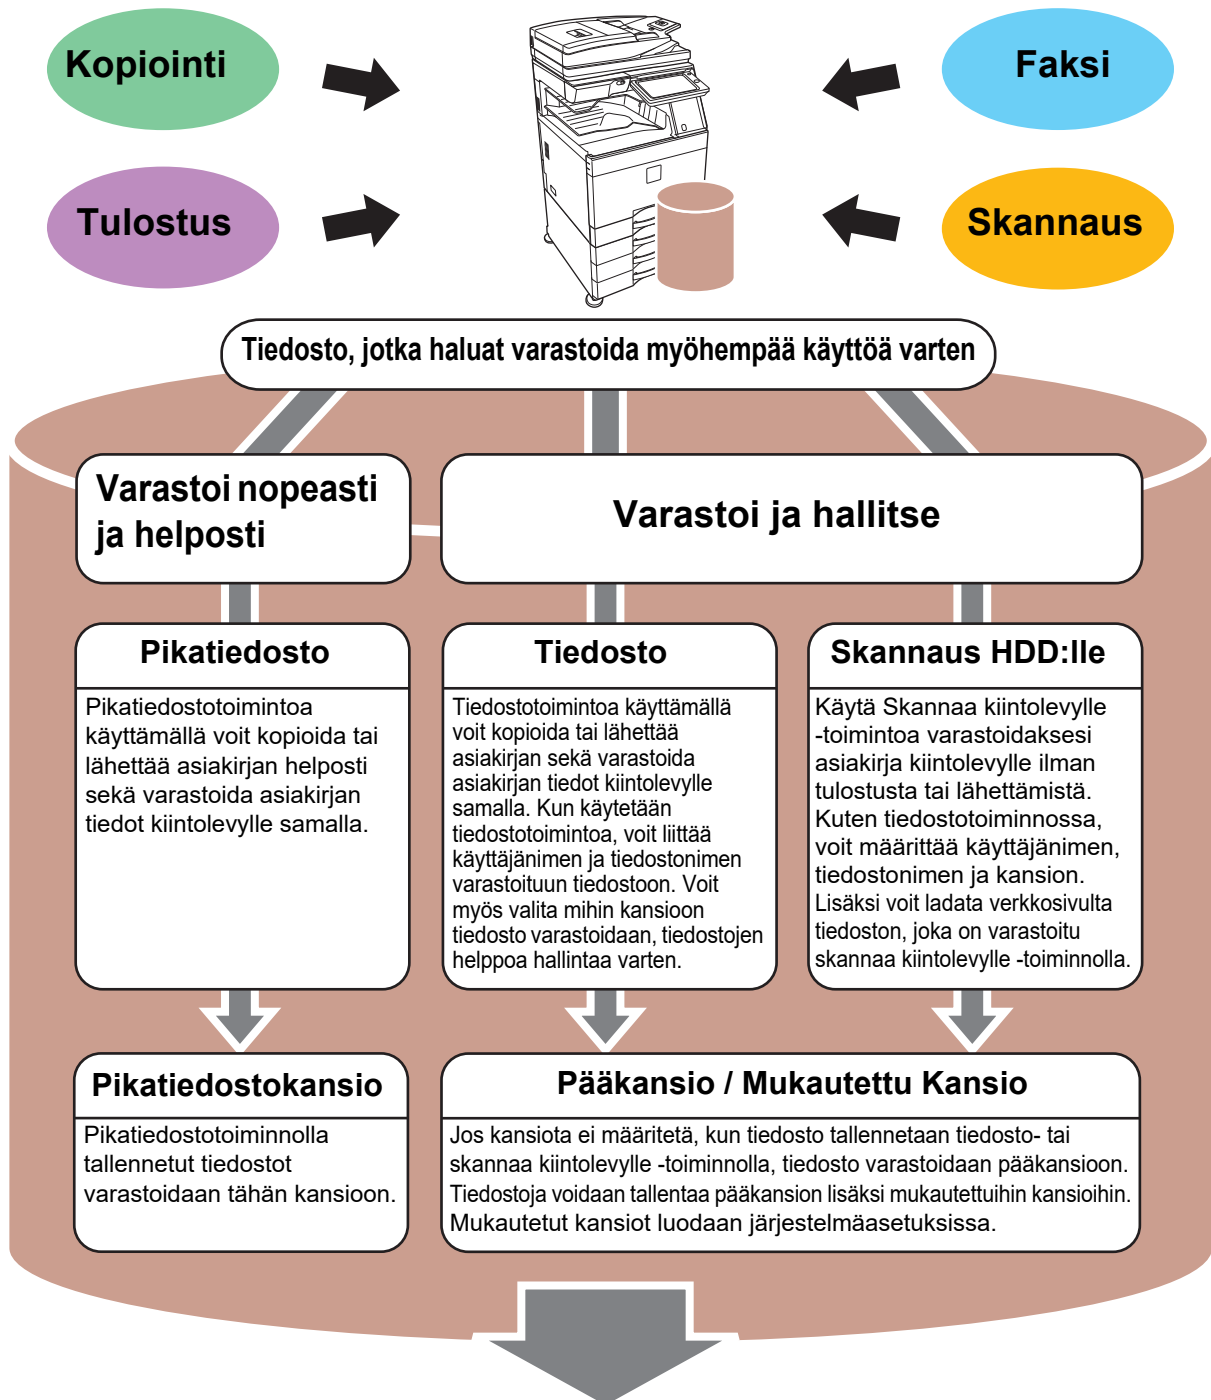 Kopiointi
Faksi
Tulostus
Skannaus
Tiedosto, jotka haluat varastoida myöhempää käyttöä varten
Varastoi nopeasti
ja helposti
Varastoi ja hallitse
Pikatiedosto
Pikatiedostotoimintoa
käyttämällä voit kopioida tai
lähettää asiakirjan helposti
sekä varastoida asiakirjan
tiedot kiintolevylle samalla.
Tiedosto
Tiedostotoimintoa käyttämällä
voit kopioida tai lähettää
asiakirjan sekä varastoida
asiakirjan tiedot kiintolevylle
samalla. Kun käytetään
tiedostotoimintoa, voit liittää
käyttäjänimen ja tiedostonimen
varastoituun tiedostoon. Voit
myös valita mihin kansioon
tiedosto varastoidaan, tiedostojen
helppoa hallintaa varten.
Skannaus HDD:lle
Käytä Skannaa kiintolevylle
-toimintoa varastoidaksesi
asiakirja kiintolevylle ilman
tulostusta tai lähettämistä.
Kuten tiedostotoiminnossa,
voit määrittää käyttäjänimen,
tiedostonimen ja kansion.
Lisäksi voit ladata verkkosivulta
tiedoston, joka on varastoitu
skannaa kiintolevylle -toiminnolla.
Pikatiedostokansio
Pikatiedostotoiminnolla
tallennetut tiedostot
varastoidaan tähän kansioon.
Pääkansio / Mukautettu Kansio
Jos kansiota ei määritetä, kun tiedosto tallennetaan tiedosto- tai
skannaa kiintolevylle -toiminnolla, tiedosto varastoidaan pääkansioon.
Tiedostoja voidaan tallentaa pääkansion lisäksi mukautettuihin kansioihin.
Mukautetut kansiot luodaan järjestelmäasetuksissa.